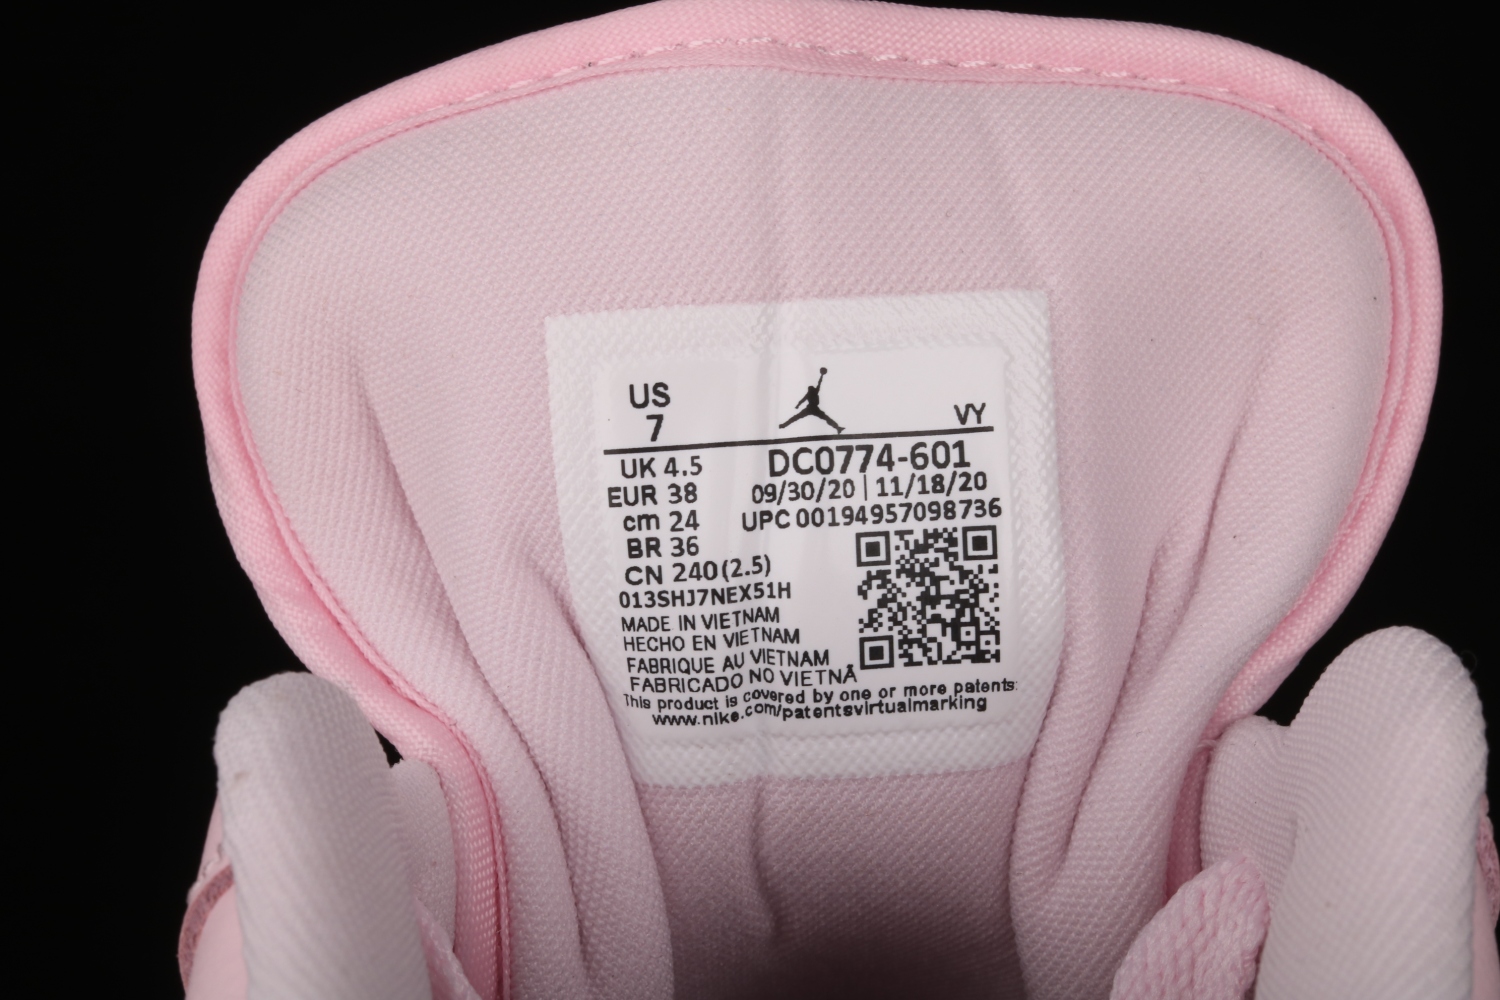 US
7
VY
UK 4.5
DC0774-601
EUR 38
09/30/20 | 11/18/20
cm 24
UPC 00194957098736
BR 36
CN 240(2.5)
013SHJ7NEX51H
MADE IN VIETNAM
HECHO EN VIETNAM
FABRIQUE AU VIETNAM
FABRICADO NO VIETNÃ
This product is covered by one or more patents:
www.nike.com/patentsvirtualmarking